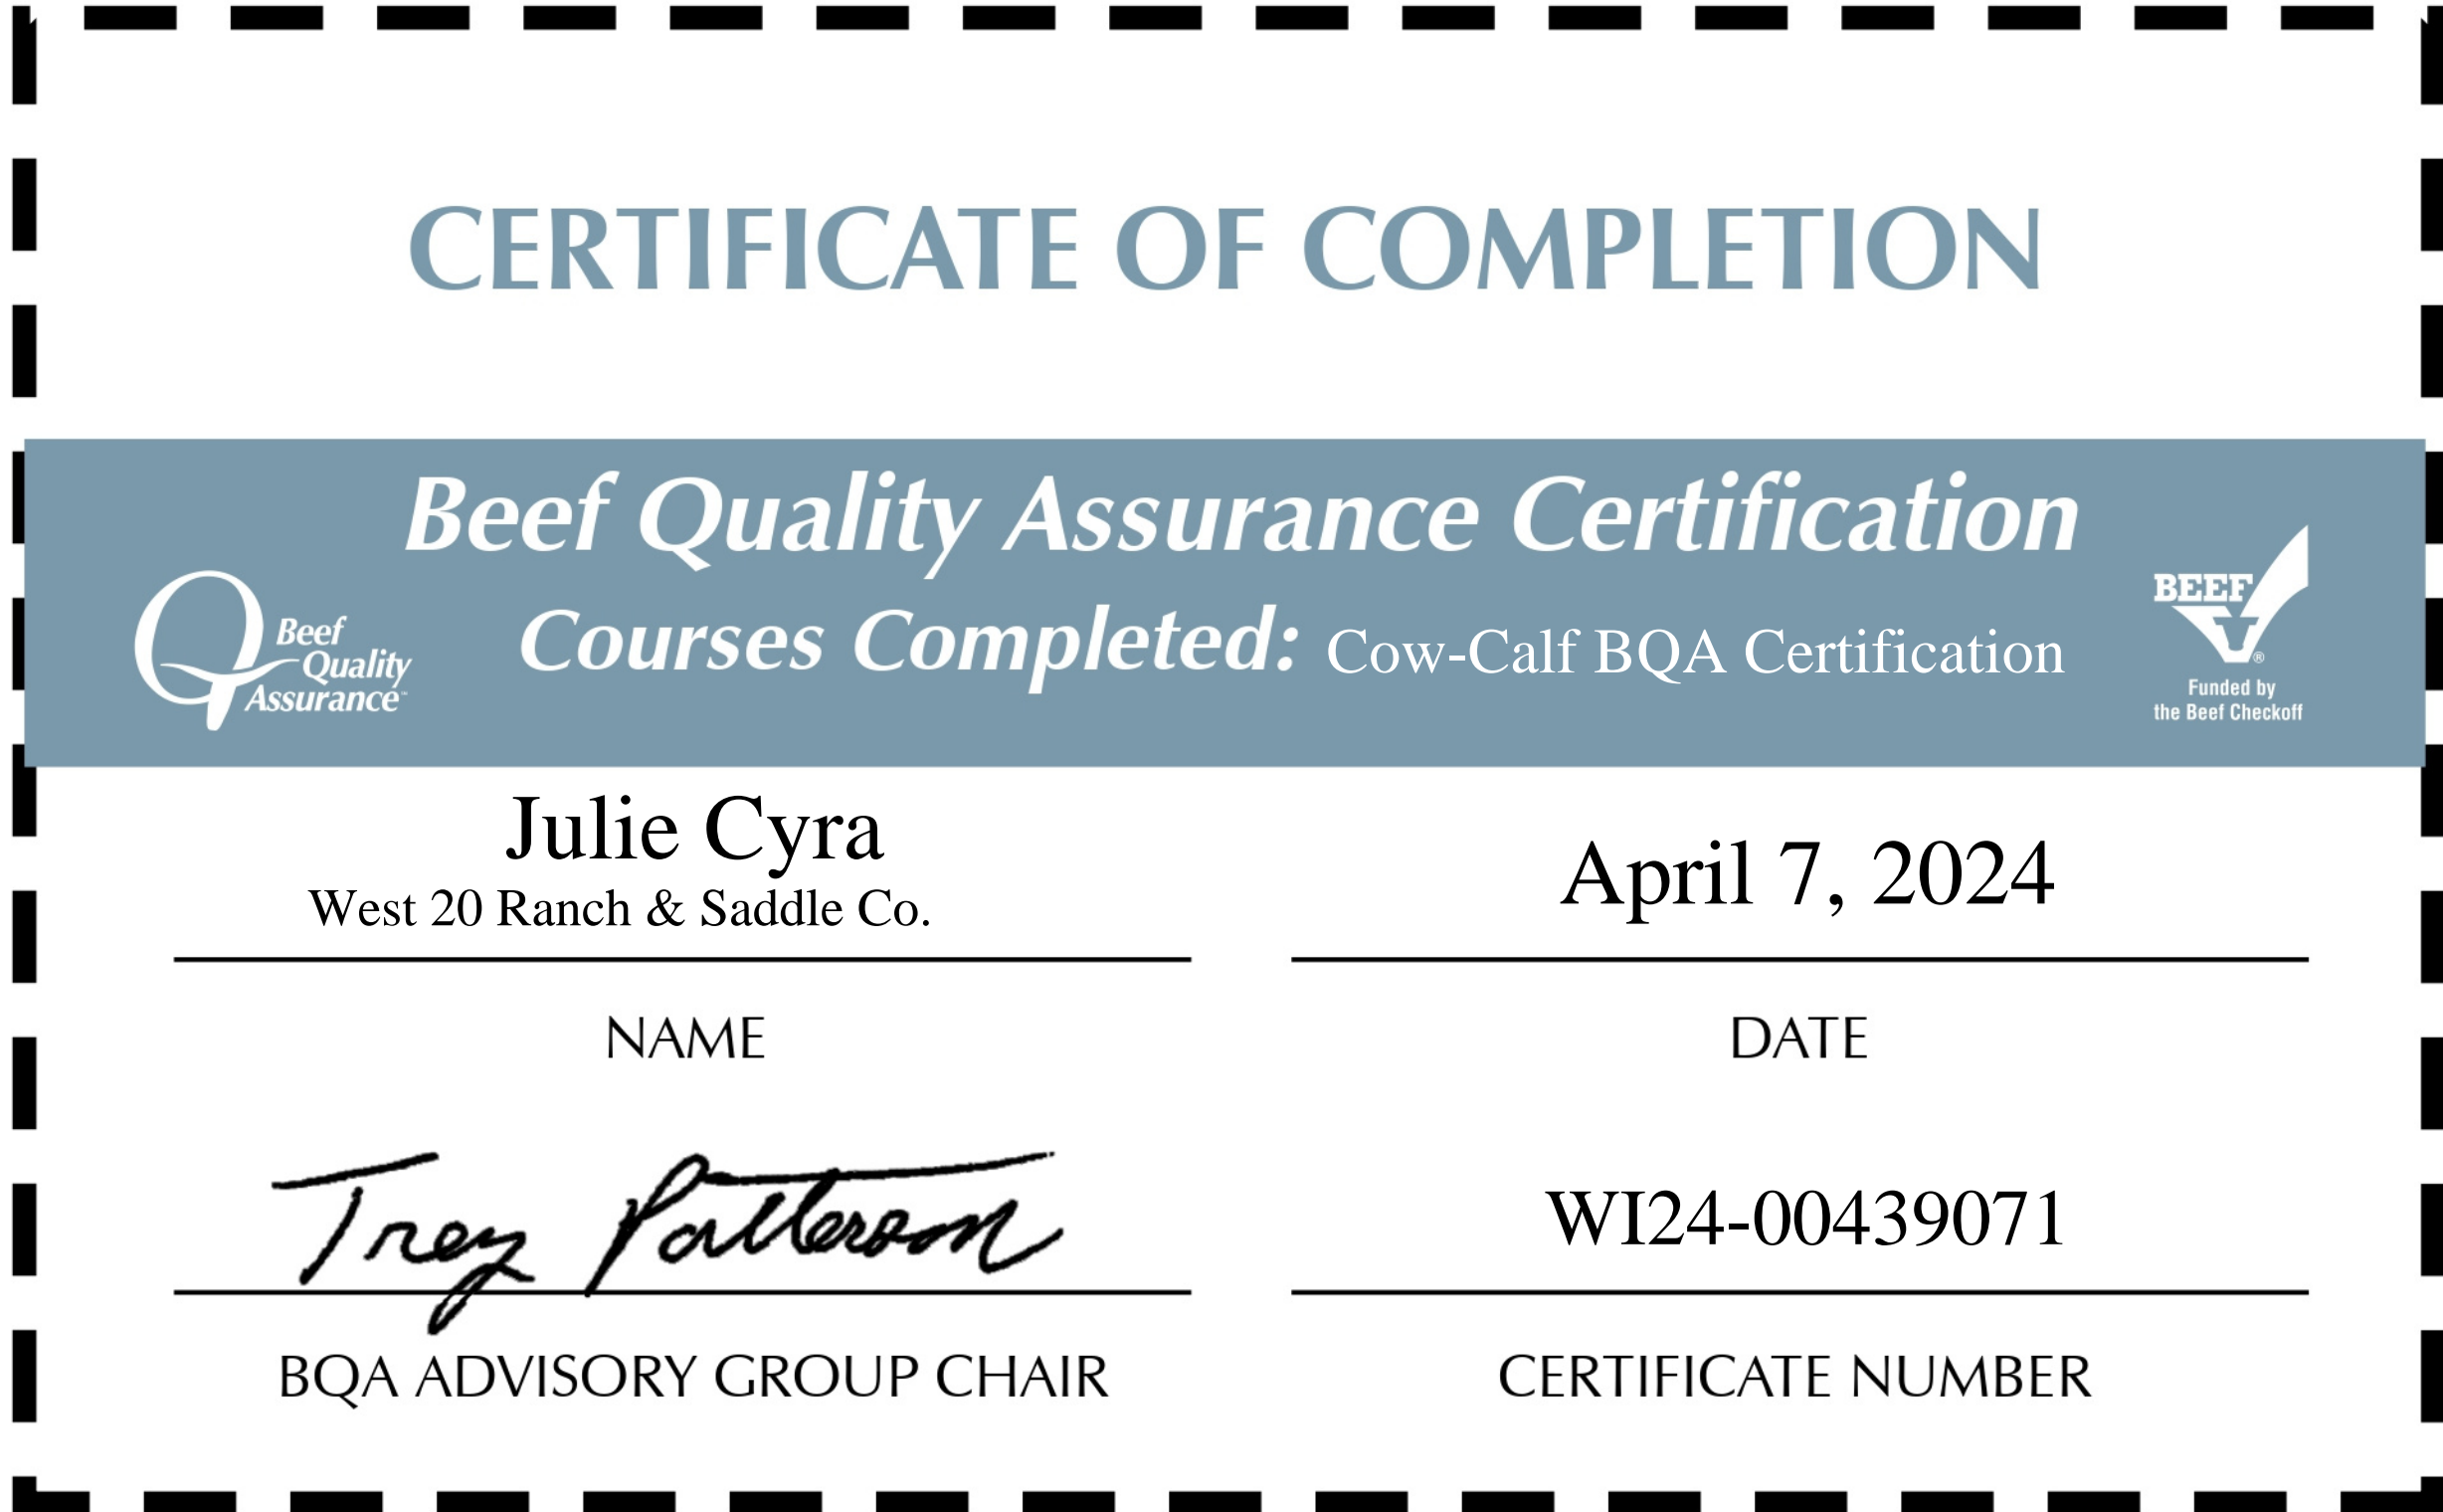 CERTIFICATE OF COMPLETION
Beef Quality Assurance Certification
Courses Completed: Cow-Calf BQA Certification
Beef
Quality
Assurance℠
BEEF
®
Funded by
the Beef Checkoff
Julie Cyra
West 20 Ranch & Saddle Co.
April 7, 2024
NAME
DATE
Trey Patterson
WI24-00439071
BQA ADVISORY GROUP CHAIR
CERTIFICATE NUMBER